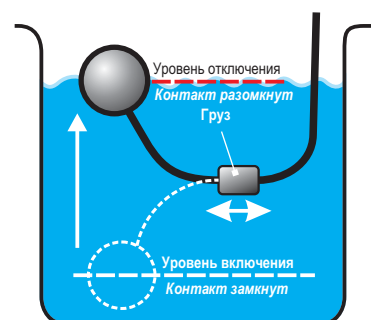 Уровень отключения
Контакт разомкнут
Груз
Уровень включения
Контакт замкнут